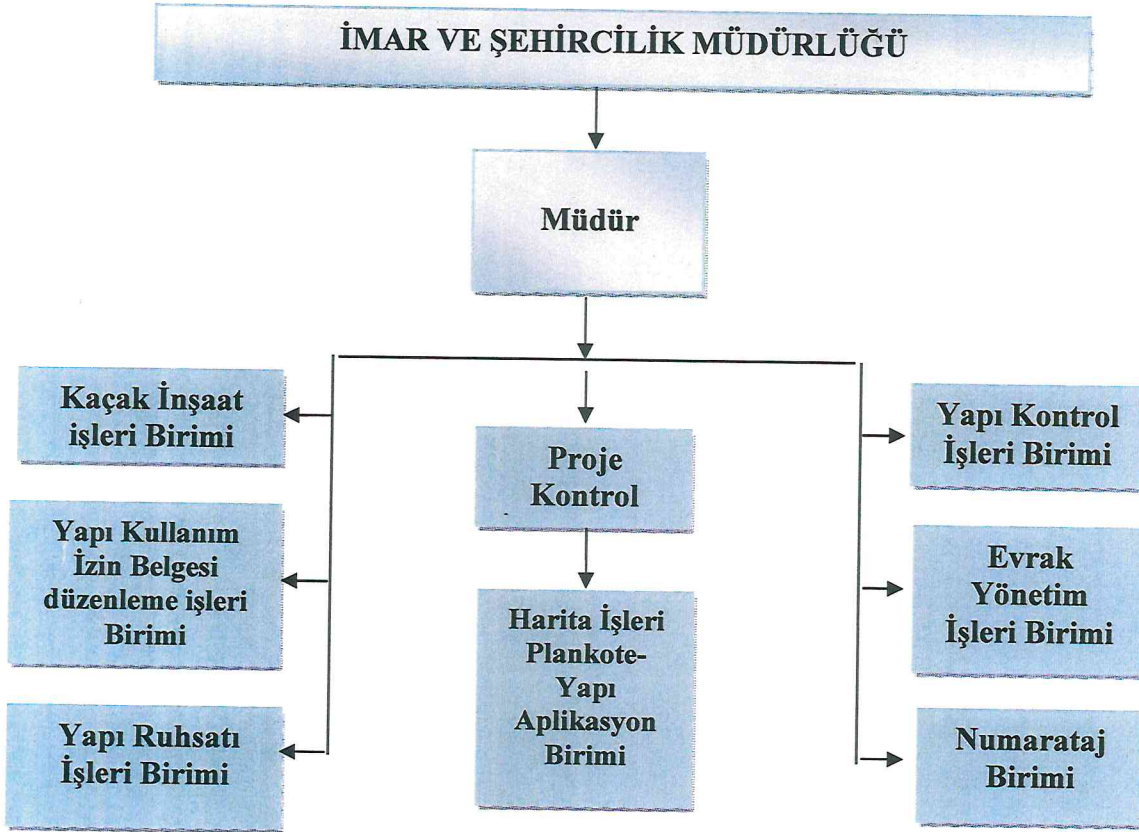 İMAR VE ŞEHİRCİLİK MÜDÜRLÜĞÜ
Müdür
Kaçak İnşaat
işleri Birimi
Yapı Kullanım
İzin Belgesi
düzenleme işleri
Birimi
Yapı Ruhsatı
İşleri Birimi
Proje
Kontrol
Harita İşleri
Plankote-
Yapı
Aplikasyon
Birimi
Yapı Kontrol
İşleri Birimi
Evrak
Yönetim
İşleri Birimi
Numarataj
Birimi